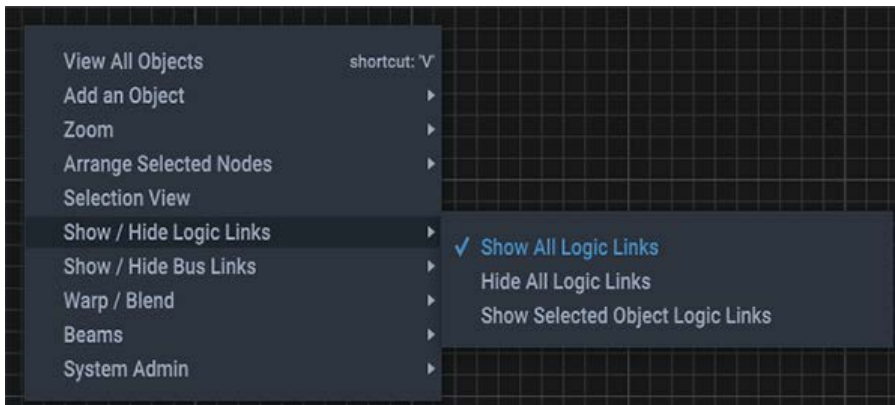 View All Objects shortcut: 'V'
Add an Object
Zoom
Arrange Selected Nodes
Selection View
Show / Hide Logic Links
Show / Hide Bus Links
Warp / Blend
Beams
System Admin
Show All Logic Links
Hide All Logic Links
Show Selected Object Logic Links